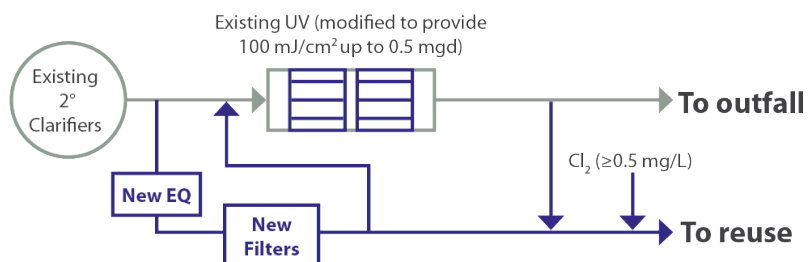 Existing UV (modified to provide
100 mJ/cm² up to 0.5 mgd)
Existing
2°
Clarifiers
To outfall
Cl₂ (≥0.5 mg/L)
New EQ
New
Filters
To reuse